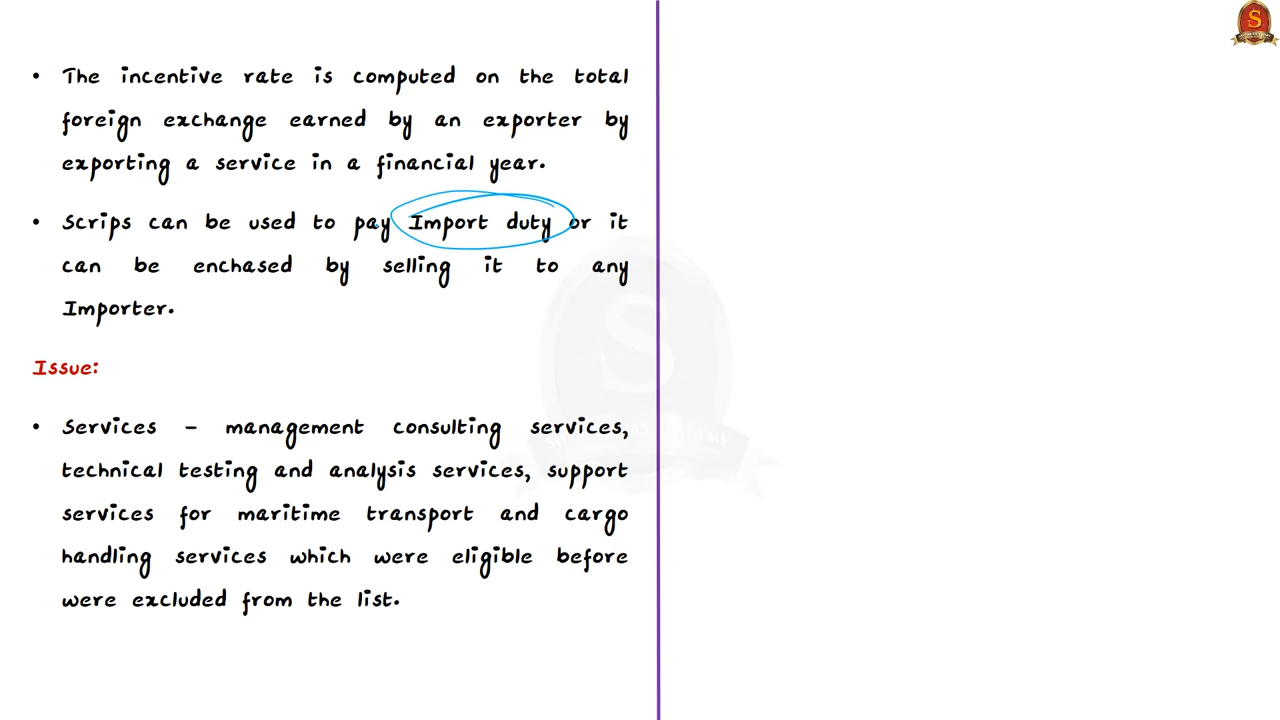 • The incentive rate is computed on the total
foreign exchange earned by an exporter by
exporting a service in a financial year.
• Scrips can be used to pay Import duty or it
can be enchased by selling it to any
Importer.
Issue:
• Services - management consulting services,
technical testing and analysis services, support
services for maritime transport and cargo
handling services which were eligible before
were excluded from the list.
S